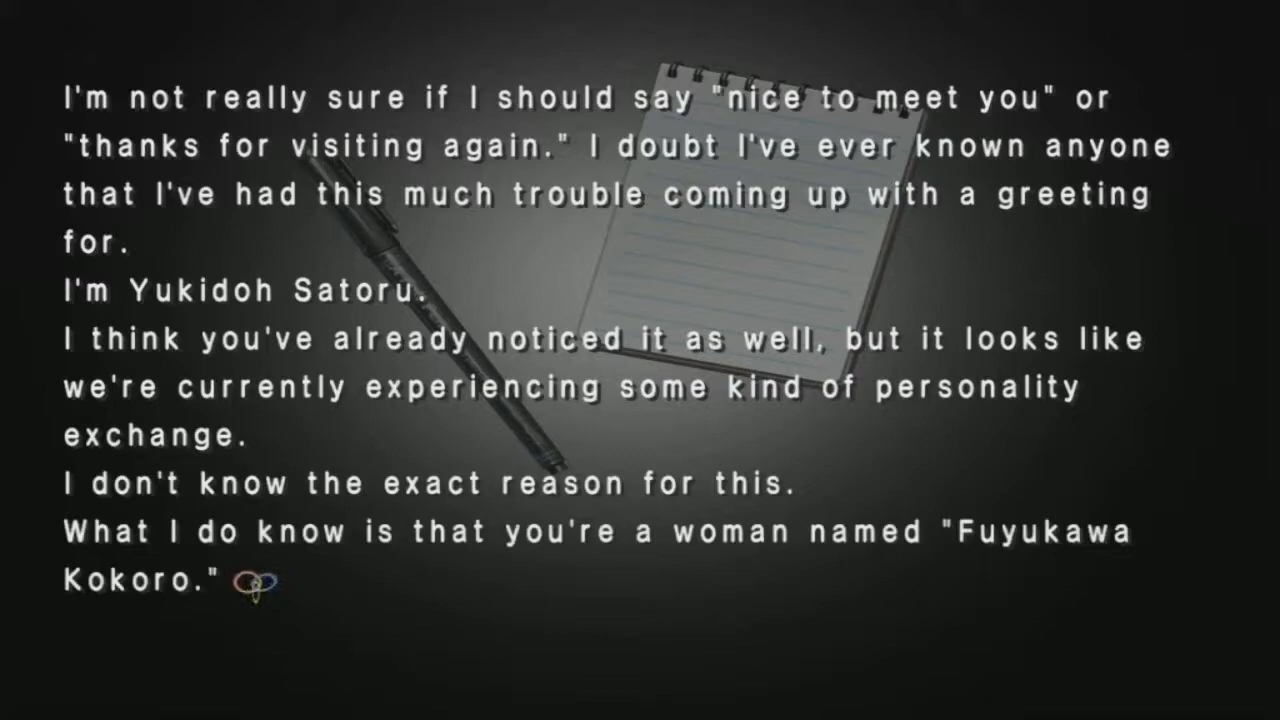 I'm not really sure if I should say "nice to meet you" or
"thanks for visiting again." I doubt I've ever known anyone
that I've had this much trouble coming up with a greeting
for.
I'm Yukidoh Satoru.
I think you've already noticed it as well, but it looks like
we're currently experiencing some kind of personality
exchange.
I don't know the exact reason for this.
What I do know is that you're a woman named "Fuyukawa
Kokoro."